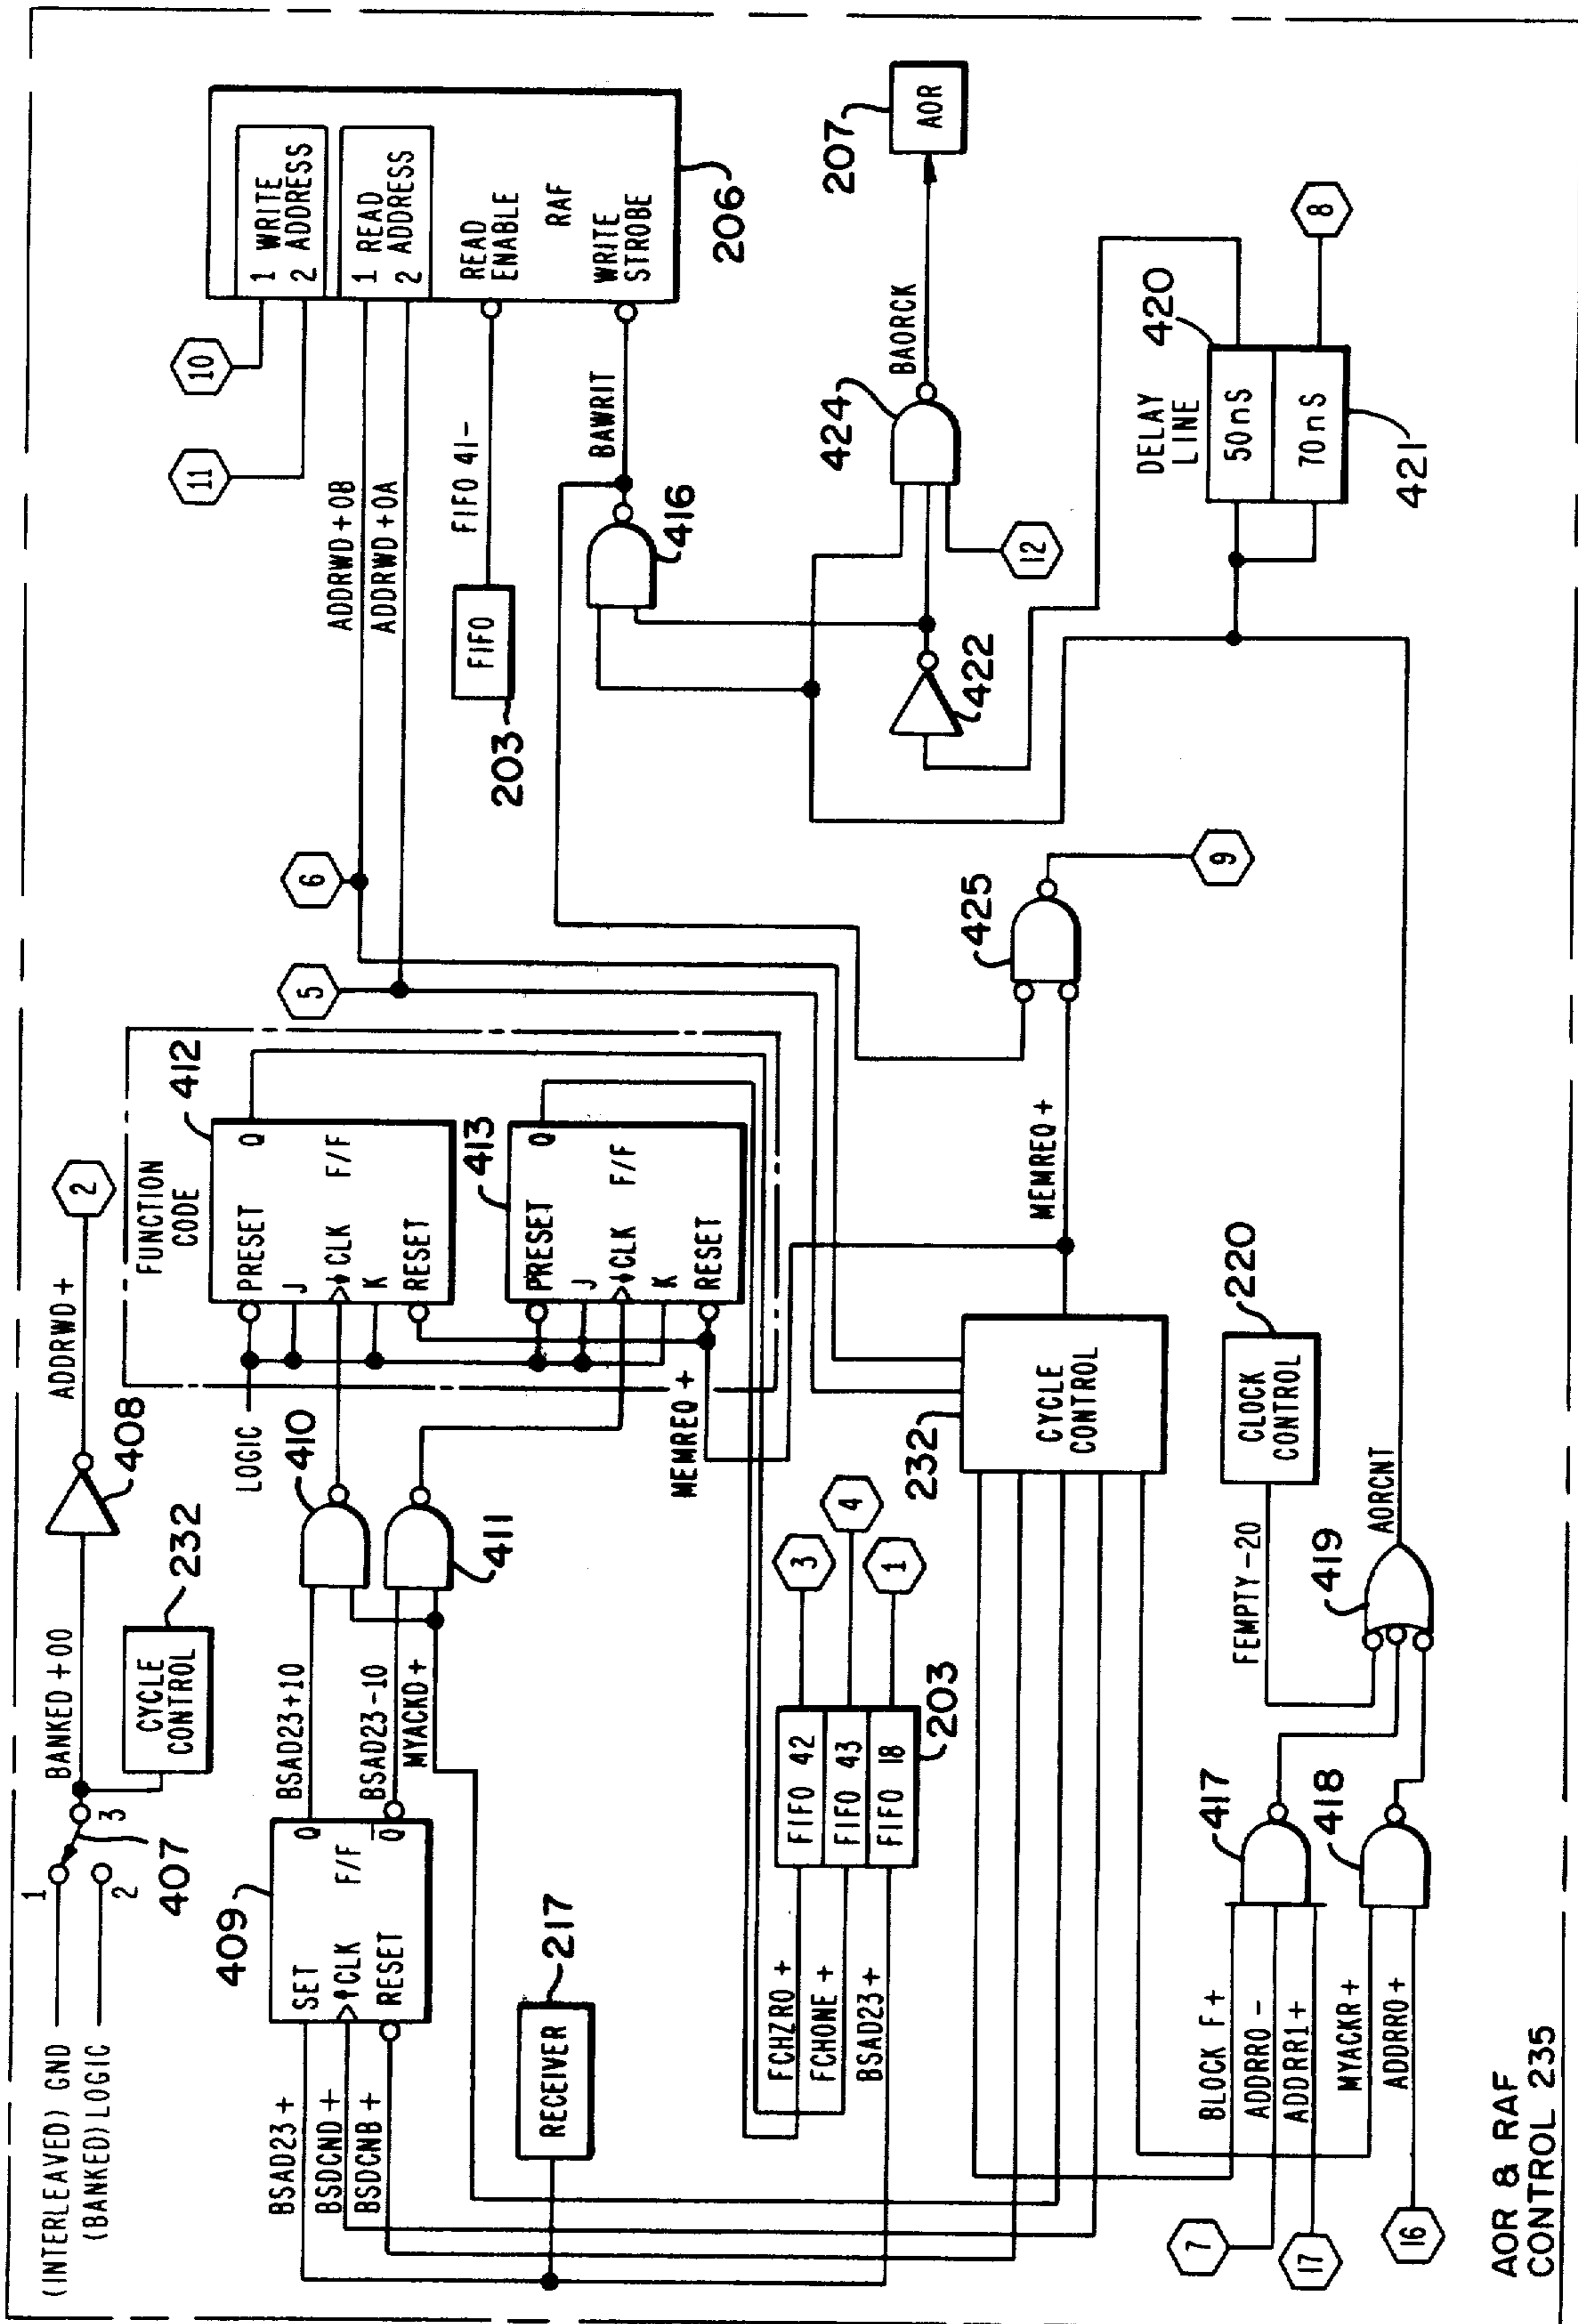 (INTERLEAVED) GND
(BANKED) LOGIC
1
2
3
407
BANKED +00
CYCLE CONTROL
232
408
ADDRWD +
2
BSAD23+
BSDCND +
BSDCNB +
409
SET
↑CLK
RESET
Q
F/F
Q
BSAD23+10
BSAD23-10
MYACKD +
410
411
LOGIC
MEMREQ +
FUNCTION
CODE
412
PRESET
J
↓CLK
K
RESET
Q
F/F
413
PRESET
J
↓CLK
K
RESET
Q
F/F
5
6
ADDRWD +0B
ADDRWD +0A
10
11
1 WRITE
2 ADDRESS
1 READ
2 ADDRESS
READ
ENABLE
RAF
WRITE
STROBE
206
FIFO
203
FIFO 41-
RECEIVER
217
FCHZRO +
FCHONE +
BSAD23+
FIFO 42
FIFO 43
FIFO 18
203
3
4
1
232
CYCLE
CONTROL
MEMREQ +
425
9
416
BAWRIT
422
424
12
BAORCK
207
AOR
DELAY
LINE
420
50nS
70nS
421
8
CLOCK
CONTROL
220
FEMPTY-20
419
AORCNT
7
17
16
BLOCK F+
ADDRR0 -
ADDRR1+
MYACKR+
ADDRR0+
417
418
AOR & RAF
CONTROL 235